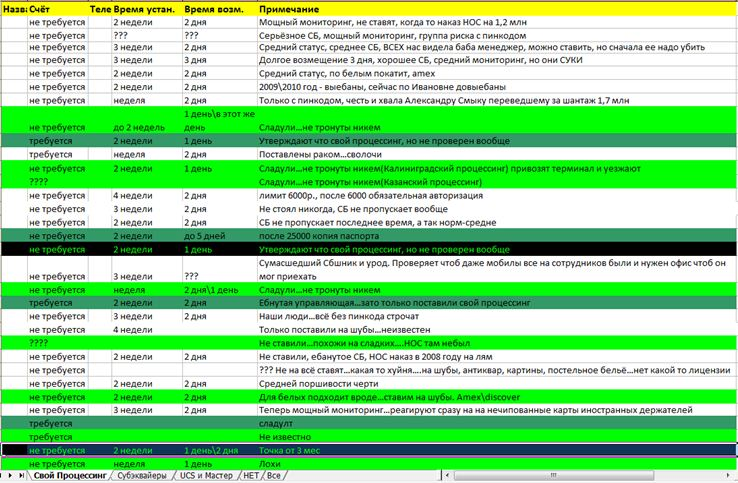 Назва Счёт Теле Время устан. Время возм. Примечание
не требуется 2 недели 2 дня Мощный мониторинг, не ставят, когда то наказ НОС на 1,2 млн
не требуется ??? ??? Серьёзное СБ, мощный мониторинг, группа риска с пинкодом
не требуется 3 недели 2 дня Средний статус, среднее СБ, ВСЕХ нас видела баба менеджер, можно ставить, но сначала ее надо убить
не требуется 3 недели 3 дня Долгое возмещение 3 дня, хорошее СБ, средний мониторинг, но они СУКИ
не требуется 2 недели 2 дня Средний статус, по белым покатит, amex
не требуется 2 недели 2 дня 2009\2010 год - выебаны, сейчас по Ивановне довыебаны
не требуется неделя 2 дня Только с пинкодом, честь и хвала Александру Смыку переведшему за шантаж 1,7 млн
1 день\в этот же
не требуется до 2 недель день Сладули...не тронуты никем
требуется 2 недели 1 день Утверждают что свой процессинг, но не проверен вообще
требуется неделя 2 дня Поставлены раком...сволочи
не требуется 2 недели 1 день Сладули...не тронуты никем(Калиниградский процессинг) привозят терминал и уезжают
???? Сладули...не тронуты никем(Казанский процессинг)
не требуется 4 недели 2 дня лимит 6000р., после 6000 обязательная авторизация
не требуется 3 недели 2 дня Не стоял никогда, СБ не пропускает вообще
не требуется 2 недели 2 дня СБ не пропускает последнее время, а так норм-средне
не требуется 2 недели до 5 дней после 25000 копия паспорта
не требуется 2 недели 1 день Утверждают что свой процессинг, но не проверен вообще
Сумасшедший Сбшник и урод. Проверяет чтоб даже мобилы все на сотрудников были и нужен офис чтоб он
не требуется 3 недели ??? мог приехать
не требуется неделя 2 дня\1 день Сладули...не тронуты никем
требуется 2 недели 2 дня Ебнутая управляющая...зато только поставили свой процессинг
не требуется 3 недели 2 дня Наши люди...всё без пинкода строчат
не требуется 4 недели Только поставили на шубы...неизвестен
???? Не ставили...похожи на сладких....НОС там небыл
не требуется 2 недели 2 дня Не ставили, ебанутое СБ, НОС наказ в 2008 году на лям
не требуется ??? Не на всё ставят...какая то хуйня....на шубы, антиквар, картины, постельное бельё...нет какой то лицензии
не требуется 2 недели 2 дня Средней поршивости черти
не требуется 2 недели 2 дня Для белых подходит вроде...ставим на шубы. Amex\discover
не требуется 3 недели 2 дня Теперь мощный мониторинг...реагируют сразу на на нечипованные карты иностранных держателей
требуется сладулт
требуется Не известно
не требуется 2 недели 1 день\2 дня Точка от 3 мес
не требуется неделя 1 день Лохи
Свой Процессинг Субэквайеры UCS и Мастер НЕТ Все